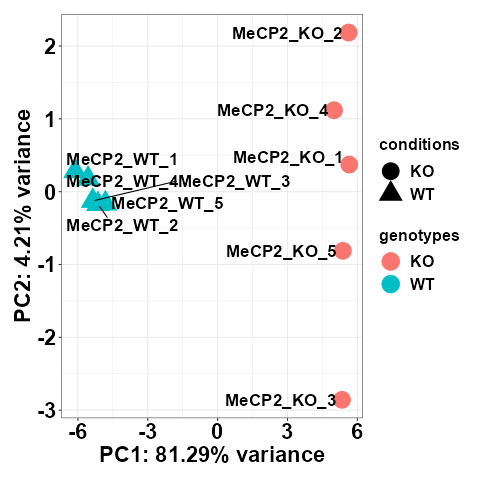 MeCP2_KO_2
MeCP2_KO_4
MeCP2_KO_1
MeCP2_WT_1
MeCP2_WT_4
MeCP2_WT_3
MeCP2_WT_5
MeCP2_WT_2
MeCP2_KO_5
MeCP2_KO_3
2
1
0
-1
-2
-3
PC2: 4.21% variance
-6
-3
0
3
6
PC1: 81.29% variance
conditions
KO
WT
genotypes
KO
WT